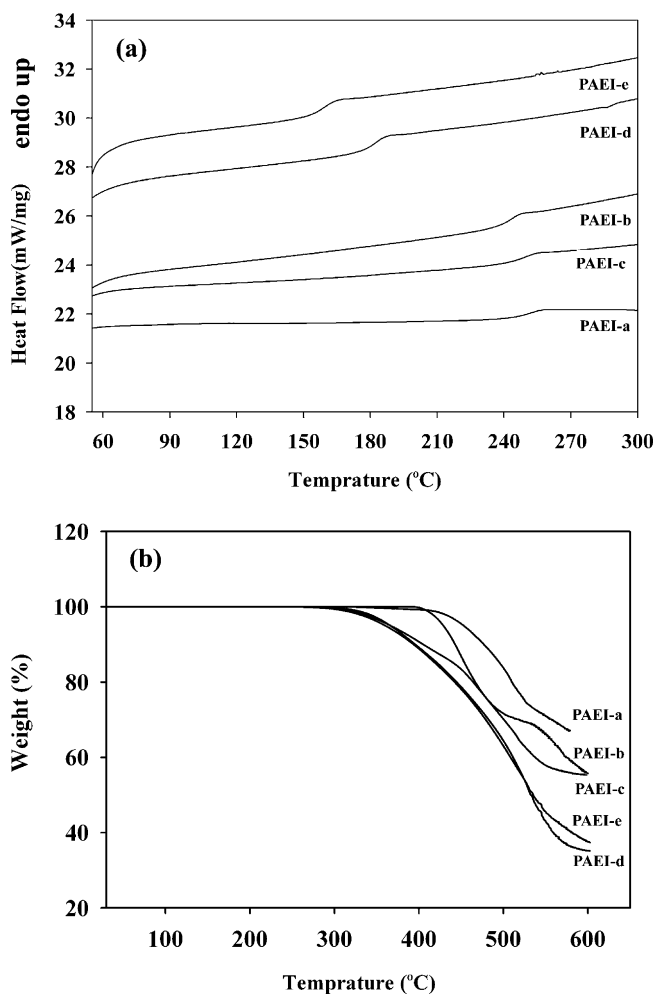 (a)
endo up
Heat Flow(mW/mg)
34
32
30
28
26
24
22
20
18
PAEI-e
PAEI-d
PAEI-b
PAEI-c
PAEI-a
60
90
120
150
180
210
240
270
300
Temprature (ºC)
(b)
Weight (%)
120
100
80
60
40
20
PAEI-a
PAEI-b
PAEI-c
PAEI-e
PAEI-d
100
200
300
400
500
600
Temprature (ºC)